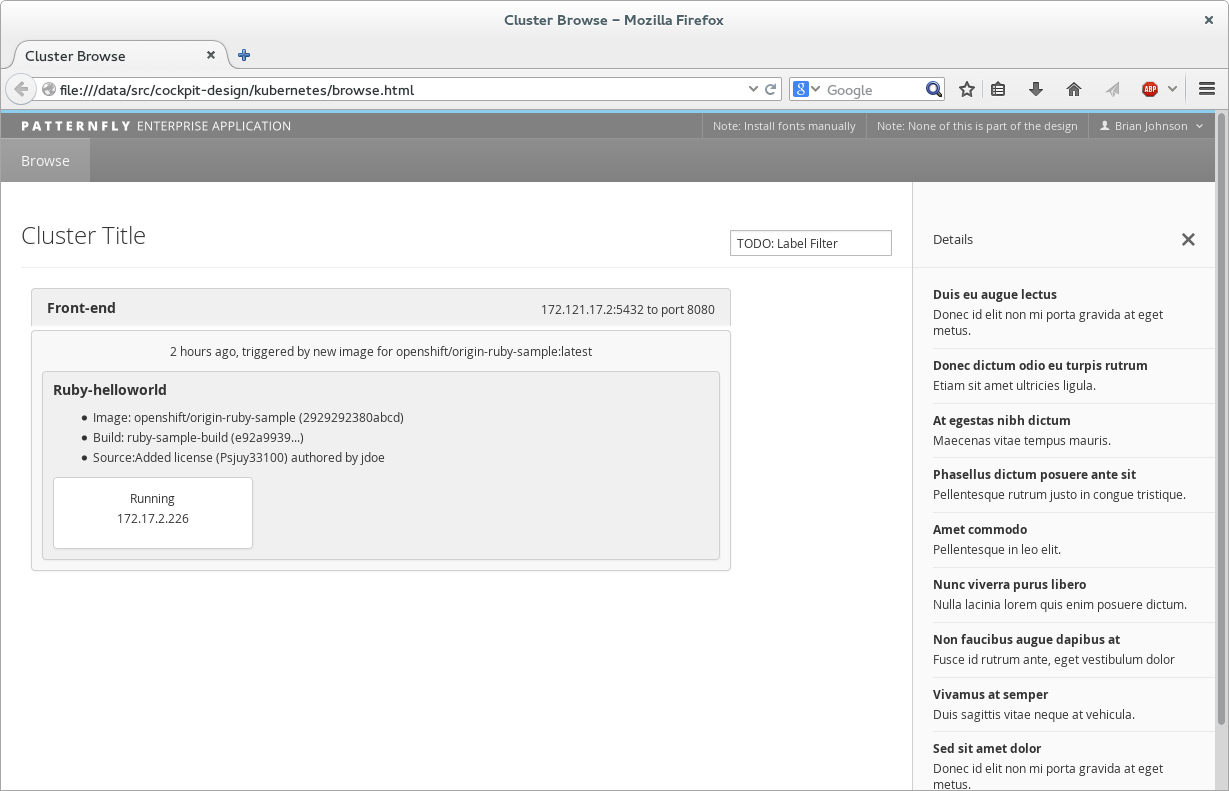 Cluster Browse – Mozilla Firefox
Cluster Browse
file:///data/src/cockpit-design/kubernetes/browse.html
Google
ABP
PATTERNFLY ENTERPRISE APPLICATION
Note: Install fonts manually
Note: None of this is part of the design
Brian Johnson
Browse
Cluster Title
TODO: Label Filter
Front-end
172.121.17.2:5432 to port 8080
2 hours ago, triggered by new image for openshift/origin-ruby-sample:latest
Ruby-helloworld
Image: openshift/origin-ruby-sample (2929292380abcd)
Build: ruby-sample-build (e92a9939...)
Source:Added license (Psjuy33100) authored by jdoe
Running
172.17.2.226
Details
Duis eu augue lectus
Donec id elit non mi porta gravida at eget
metus.
Donec dictum odio eu turpis rutrum
Etiam sit amet ultricies ligula.
At egestas nibh dictum
Maecenas vitae tempus mauris.
Phasellus dictum posuere ante sit
Pellentesque rutrum justo in congue tristique.
Amet commodo
Pellentesque in leo elit.
Nunc viverra purus libero
Nulla lacinia lorem quis enim posuere dictum.
Non faucibus augue dapibus at
Fusce id rutrum ante, eget vestibulum dolor
Vivamus at semper
Duis sagittis vitae neque at vehicula.
Sed sit amet dolor
Donec id elit non mi porta gravida at eget
metus.